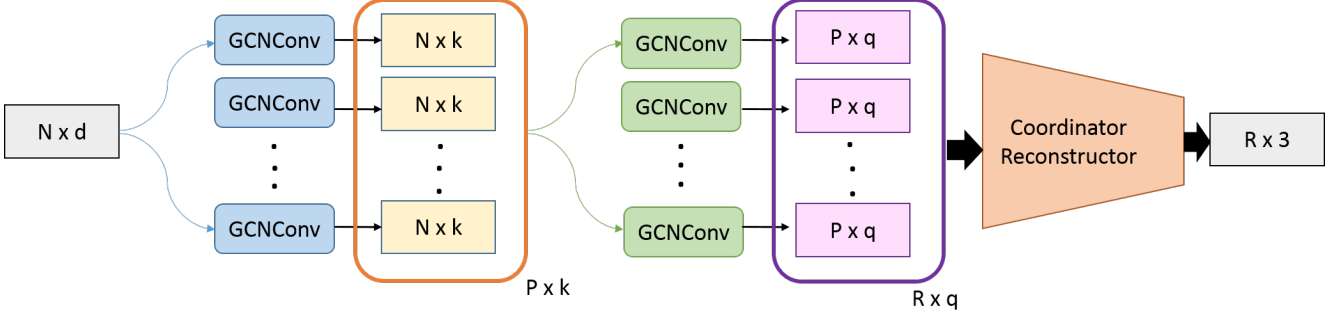 N x d
GCNConv
GCNConv
GCNConv
N x k
N x k
N x k
P x k
GCNConv
GCNConv
GCNConv
P x q
P x q
P x q
R x q
Coordinator
Reconstructor
R x 3